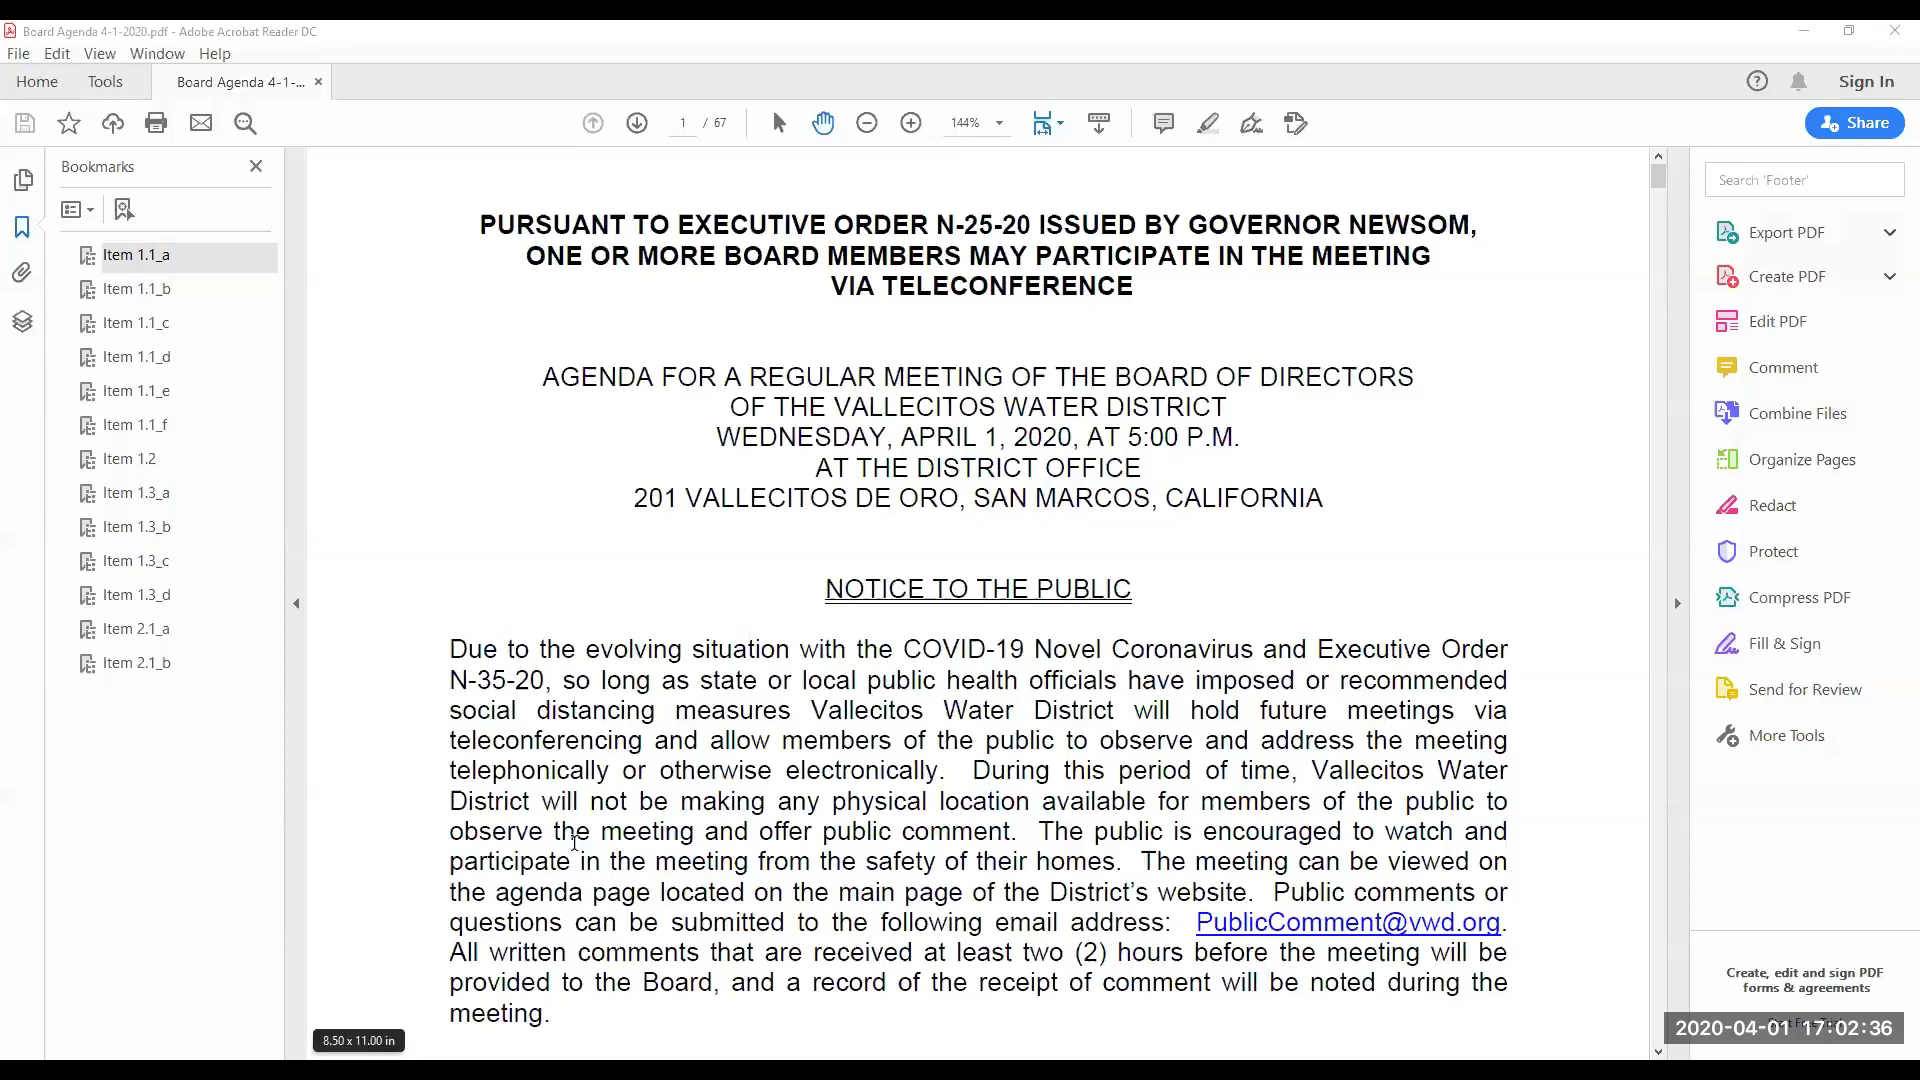 Board Agenda 4-1-2020.pdf - Adobe Acrobat Reader DC
File Edit View Window Help
Home Tools Board Agenda 4-1-... × Sign In
1 / 67 144% Share
Bookmarks
Item 1.1_a
Item 1.1_b
Item 1.1_c
Item 1.1_d
Item 1.1_e
Item 1.1_f
Item 1.2
Item 1.3_a
Item 1.3_b
Item 1.3_c
Item 1.3_d
Item 2.1_a
Item 2.1_b
PURSUANT TO EXECUTIVE ORDER N-25-20 ISSUED BY GOVERNOR NEWSOM,
ONE OR MORE BOARD MEMBERS MAY PARTICIPATE IN THE MEETING
VIA TELECONFERENCE
AGENDA FOR A REGULAR MEETING OF THE BOARD OF DIRECTORS
OF THE VALLECITOS WATER DISTRICT
WEDNESDAY, APRIL 1, 2020, AT 5:00 P.M.
AT THE DISTRICT OFFICE
201 VALLECITOS DE ORO, SAN MARCOS, CALIFORNIA
NOTICE TO THE PUBLIC
Due to the evolving situation with the COVID-19 Novel Coronavirus and Executive Order
N-35-20, so long as state or local public health officials have imposed or recommended
social distancing measures Vallecitos Water District will hold future meetings via
teleconferencing and allow members of the public to observe and address the meeting
telephonically or otherwise electronically. During this period of time, Vallecitos Water
District will not be making any physical location available for members of the public to
observe the meeting and offer public comment. The public is encouraged to watch and
participate in the meeting from the safety of their homes. The meeting can be viewed on
the agenda page located on the main page of the District’s website. Public comments or
questions can be submitted to the following email address: PublicComment@vwd.org.
All written comments that are received at least two (2) hours before the meeting will be
provided to the Board, and a record of the receipt of comment will be noted during the
meeting.
8.50 x 11.00 in
Search 'Footer'
Export PDF
Create PDF
Edit PDF
Comment
Combine Files
Organize Pages
Redact
Protect
Compress PDF
Fill & Sign
Send for Review
More Tools
Create, edit and sign PDF
forms & agreements
2020-04-01 17:02:36